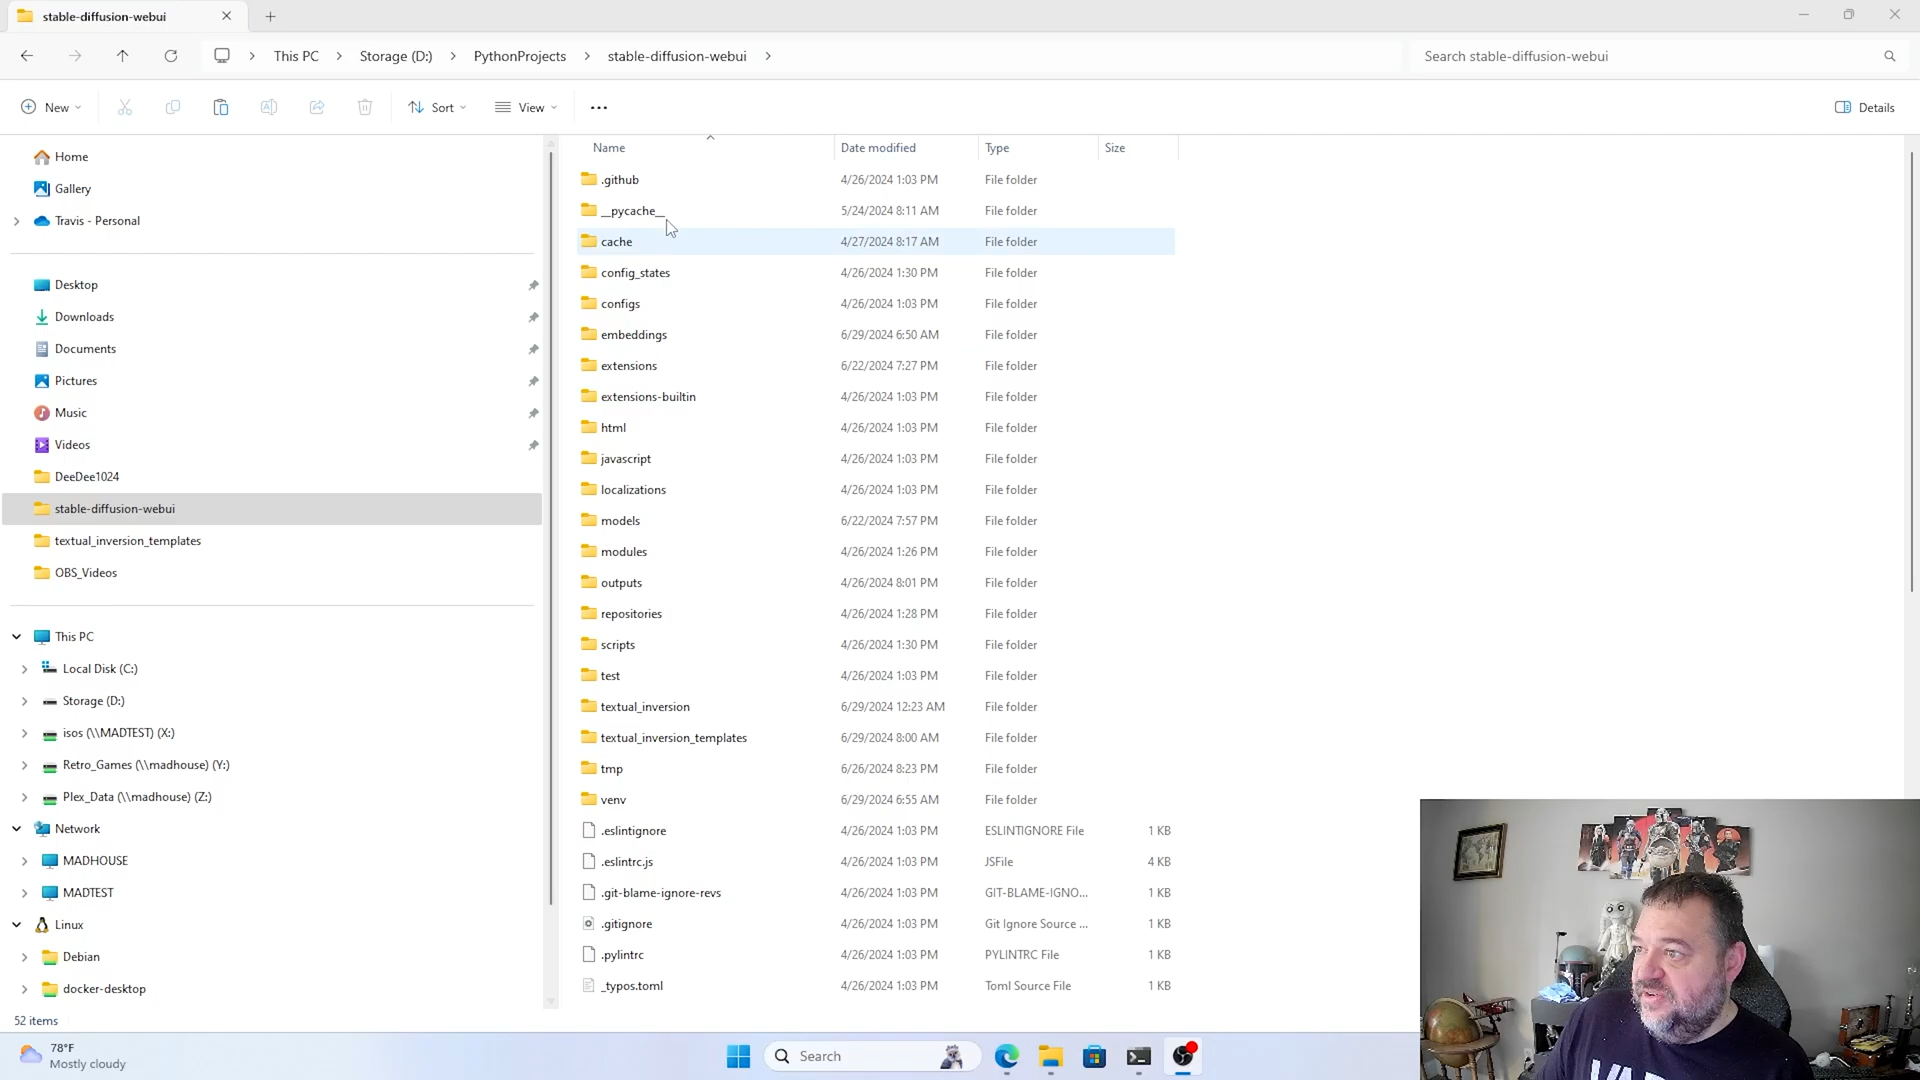 stable-diffusion-webui
This PC
Storage (D:)
PythonProjects
stable-diffusion-webui
Search stable-diffusion-webui
New
Sort
View
Details
Home
Gallery
Travis - Personal
Desktop
Downloads
Documents
Pictures
Music
Videos
DeeDee1024
stable-diffusion-webui
textual_inversion_templates
OBS_Videos
This PC
Local Disk (C:)
Storage (D:)
isos (\\MADTEST) (X:)
Retro_Games (\\madhouse) (Y:)
Plex_Data (\\madhouse) (Z:)
Network
MADHOUSE
MADTEST
Linux
Debian
docker-desktop
52 items
Name Date modified Type Size
.github 4/26/2024 1:03 PM File folder
__pycache__ 5/24/2024 8:11 AM File folder
cache 4/27/2024 8:17 AM File folder
config_states 4/26/2024 1:30 PM File folder
configs 4/26/2024 1:03 PM File folder
embeddings 6/29/2024 6:50 AM File folder
extensions 6/22/2024 7:27 PM File folder
extensions-builtin 4/26/2024 1:03 PM File folder
html 4/26/2024 1:03 PM File folder
javascript 4/26/2024 1:03 PM File folder
localizations 4/26/2024 1:03 PM File folder
models 6/22/2024 7:57 PM File folder
modules 4/26/2024 1:26 PM File folder
outputs 4/26/2024 8:01 PM File folder
repositories 4/26/2024 1:28 PM File folder
scripts 4/26/2024 1:30 PM File folder
test 4/26/2024 1:03 PM File folder
textual_inversion 6/29/2024 12:23 AM File folder
textual_inversion_templates 6/29/2024 8:00 AM File folder
tmp 6/26/2024 8:23 PM File folder
venv 6/29/2024 6:55 AM File folder
.eslintignore 4/26/2024 1:03 PM ESLINTIGNORE File 1 KB
.eslintrc.js 4/26/2024 1:03 PM JSFile 4 KB
.git-blame-ignore-revs 4/26/2024 1:03 PM GIT-BLAME-IGNO... 1 KB
.gitignore 4/26/2024 1:03 PM Git Ignore Source ... 1 KB
.pylintrc 4/26/2024 1:03 PM PYLINTRC File 1 KB
_typos.toml 4/26/2024 1:03 PM Toml Source File 1 KB
78°F
Mostly cloudy
Search